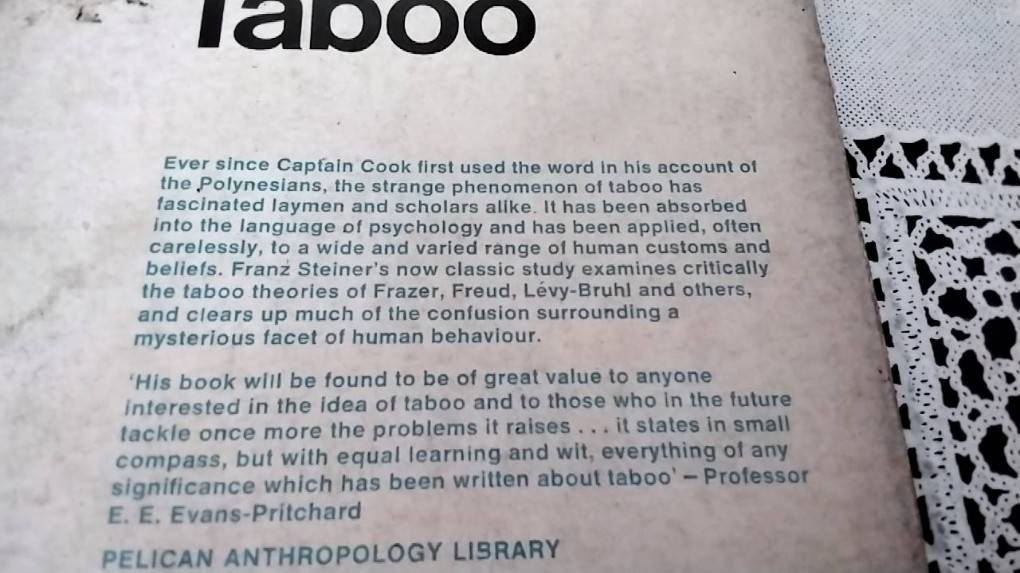 Taboo
Ever since Captain Cook first used the word in his account of
the Polynesians, the strange phenomenon of taboo has
fascinated laymen and scholars alike. It has been absorbed
into the language of psychology and has been applied, often
carelessly, to a wide and varied range of human customs and
beliefs. Franz Steiner's now classic study examines critically
the taboo theories of Frazer, Freud, Lévy-Bruhl and others,
and clears up much of the confusion surrounding a
mysterious facet of human behaviour.
'His book will be found to be of great value to anyone
interested in the idea of taboo and to those who in the future
tackle once more the problems it raises . . . it states in small
compass, but with equal learning and wit, everything of any
significance which has been written about taboo' – Professor
E. E. Evans-Pritchard
PELICAN ANTHROPOLOGY LIBRARY